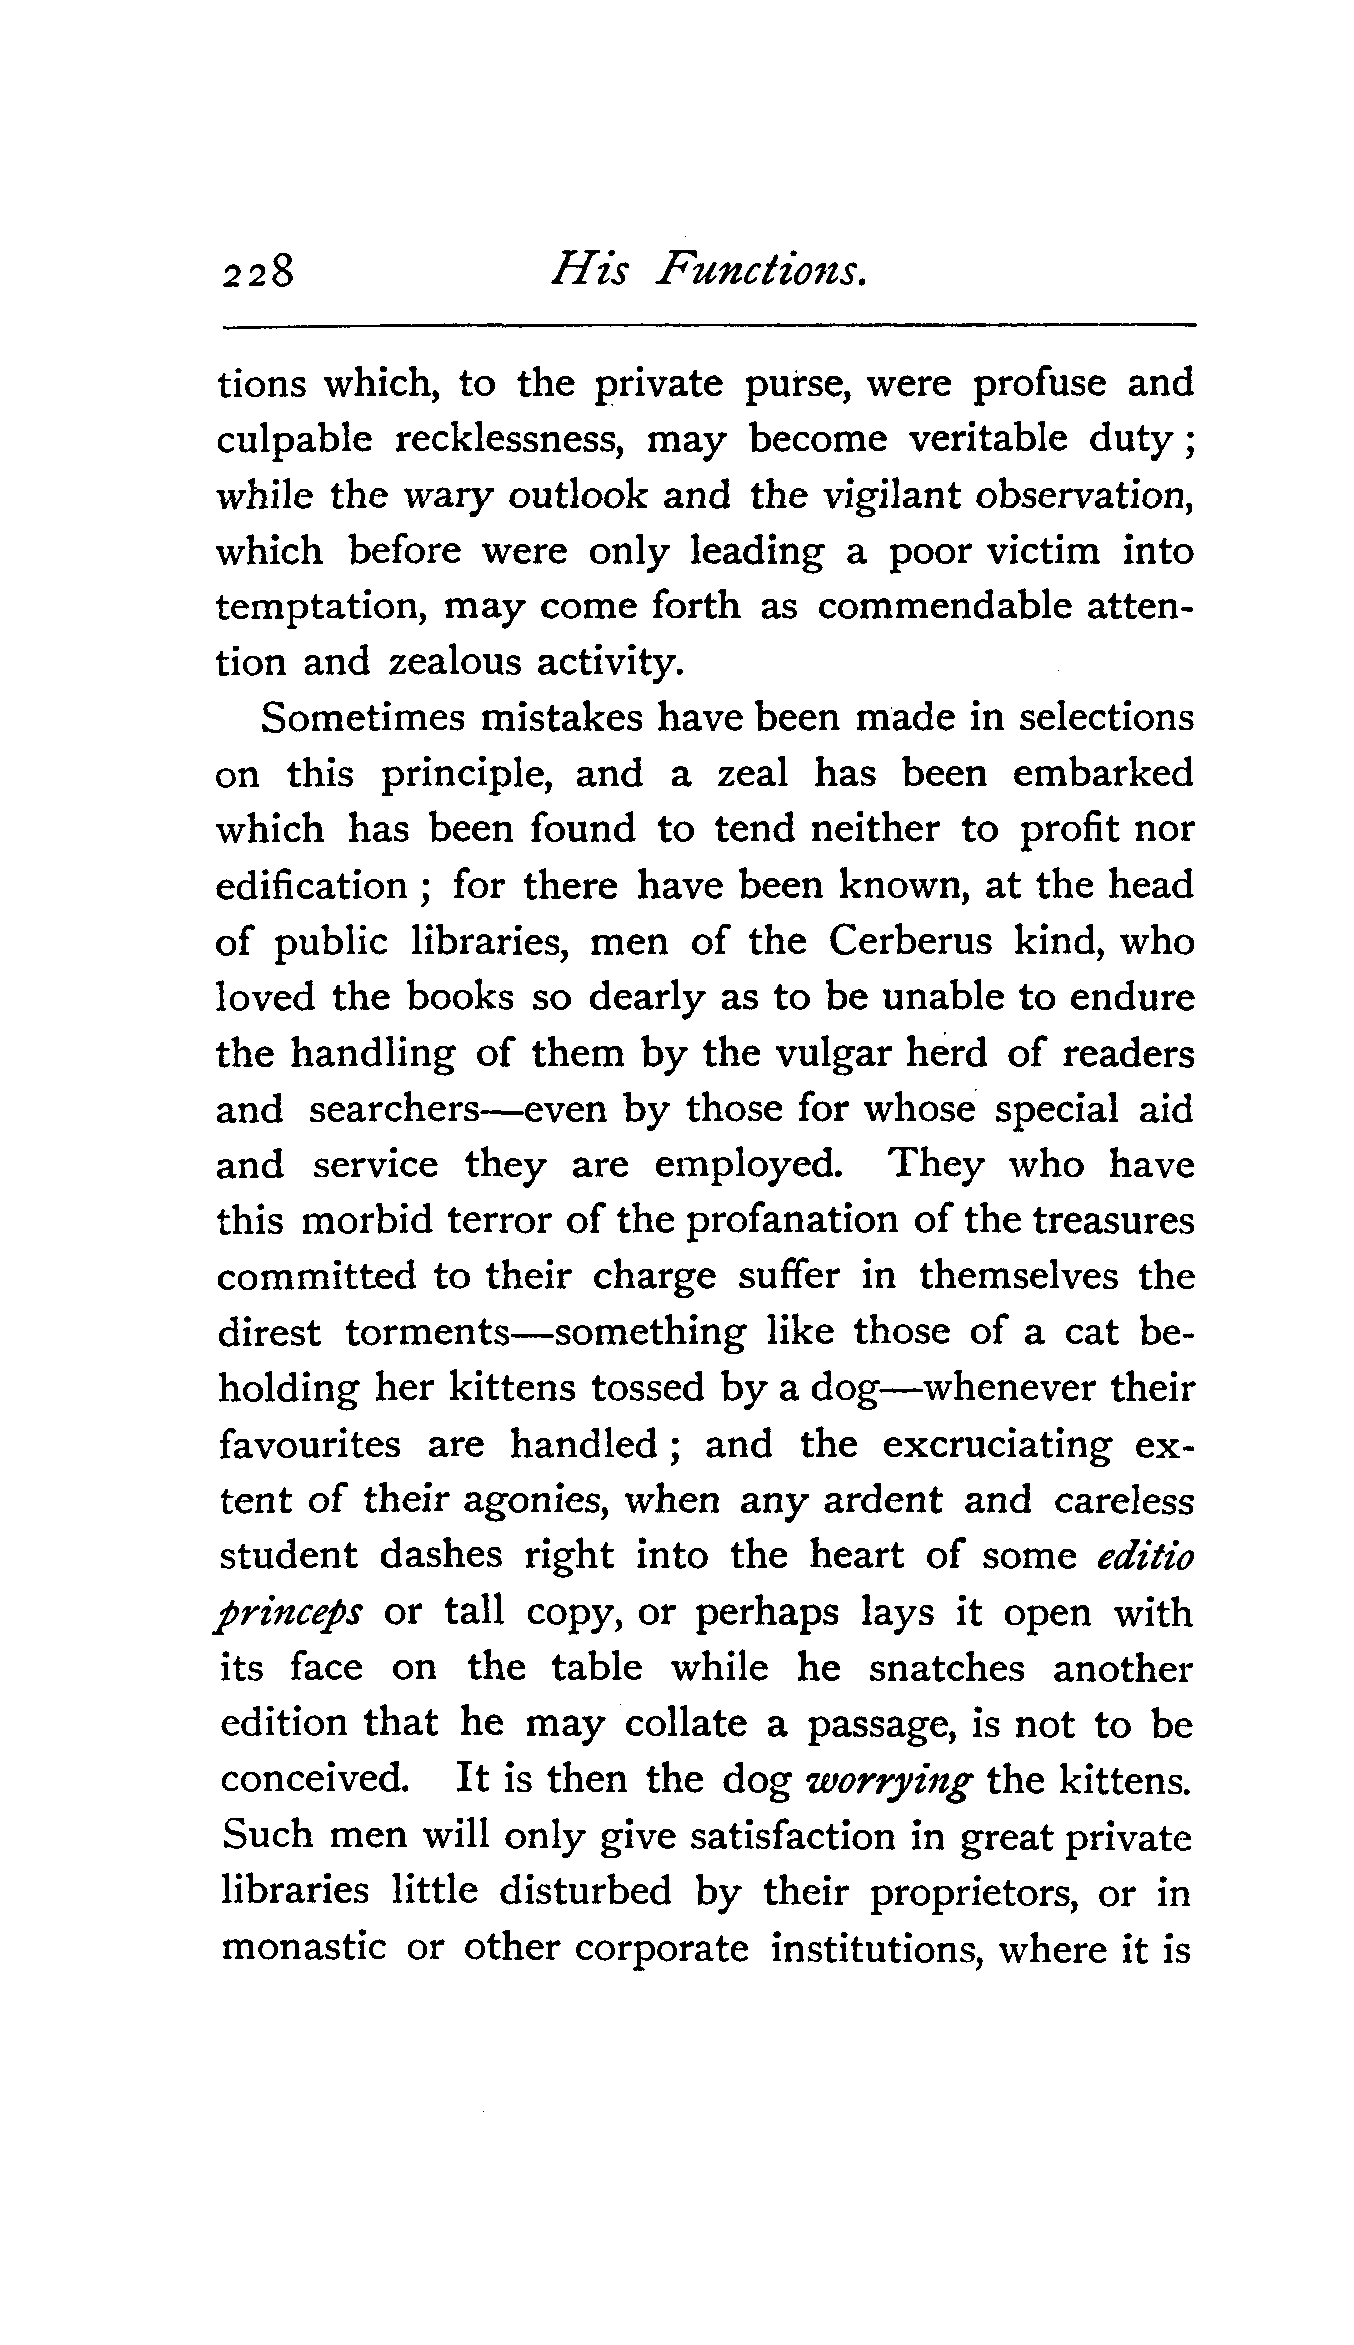 228 His Functions.
tions which, to the private purse, were profuse and
culpable recklessness, may become veritable duty ;
while the wary outlook and the vigilant observation,
which before were only leading a poor victim into
temptation, may come forth as commendable atten-
tion and zealous activity.
Sometimes mistakes have been made in selections
on this principle, and a zeal has been embarked
which has been found to tend neither to profit nor
edification ; for there have been known, at the head
of public libraries, men of the Cerberus kind, who
loved the books so dearly as to be unable to endure
the handling of them by the vulgar herd of readers
and searchers—even by those for whose special aid
and service they are employed. They who have
this morbid terror of the profanation of the treasures
committed to their charge suffer in themselves the
direst torments—something like those of a cat be-
holding her kittens tossed by a dog—whenever their
favourites are handled ; and the excruciating ex-
tent of their agonies, when any ardent and careless
student dashes right into the heart of some editio
princeps or tall copy, or perhaps lays it open with
its face on the table while he snatches another
edition that he may collate a passage, is not to be
conceived. It is then the dog worrying the kittens.
Such men will only give satisfaction in great private
libraries little disturbed by their proprietors, or in
monastic or other corporate institutions, where it is